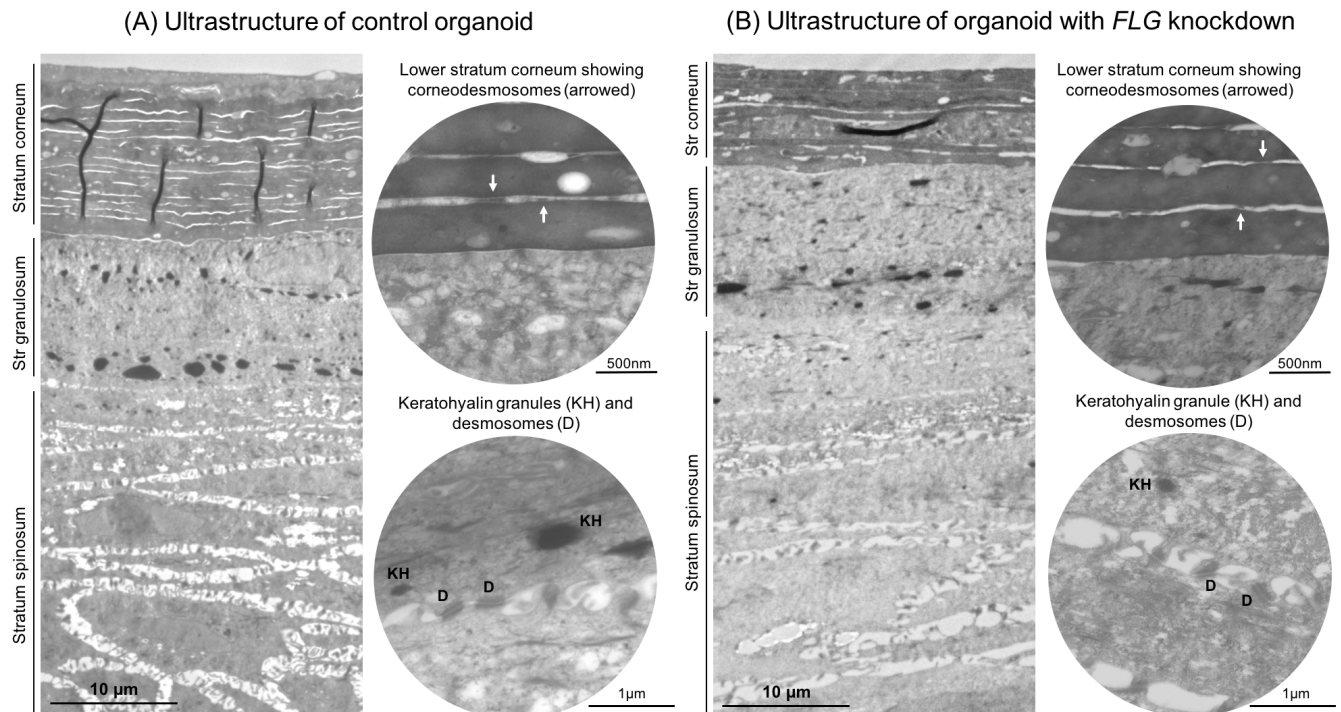 (A) Ultrastructure of control organoid
Stratum corneum
Str granulosum
Stratum spinosum
10 µm
Lower stratum corneum showing
corneodesmosomes (arrowed)
500nm
Keratohyalin granules (KH) and
desmosomes (D)
KH
KH
D
D
1µm
(B) Ultrastructure of organoid with FLG knockdown
Str corneum
Str granulosum
Stratum spinosum
10 µm
Lower stratum corneum showing
corneodesmosomes (arrowed)
500nm
Keratohyalin granule (KH) and
desmosomes (D)
KH
D
D
1µm